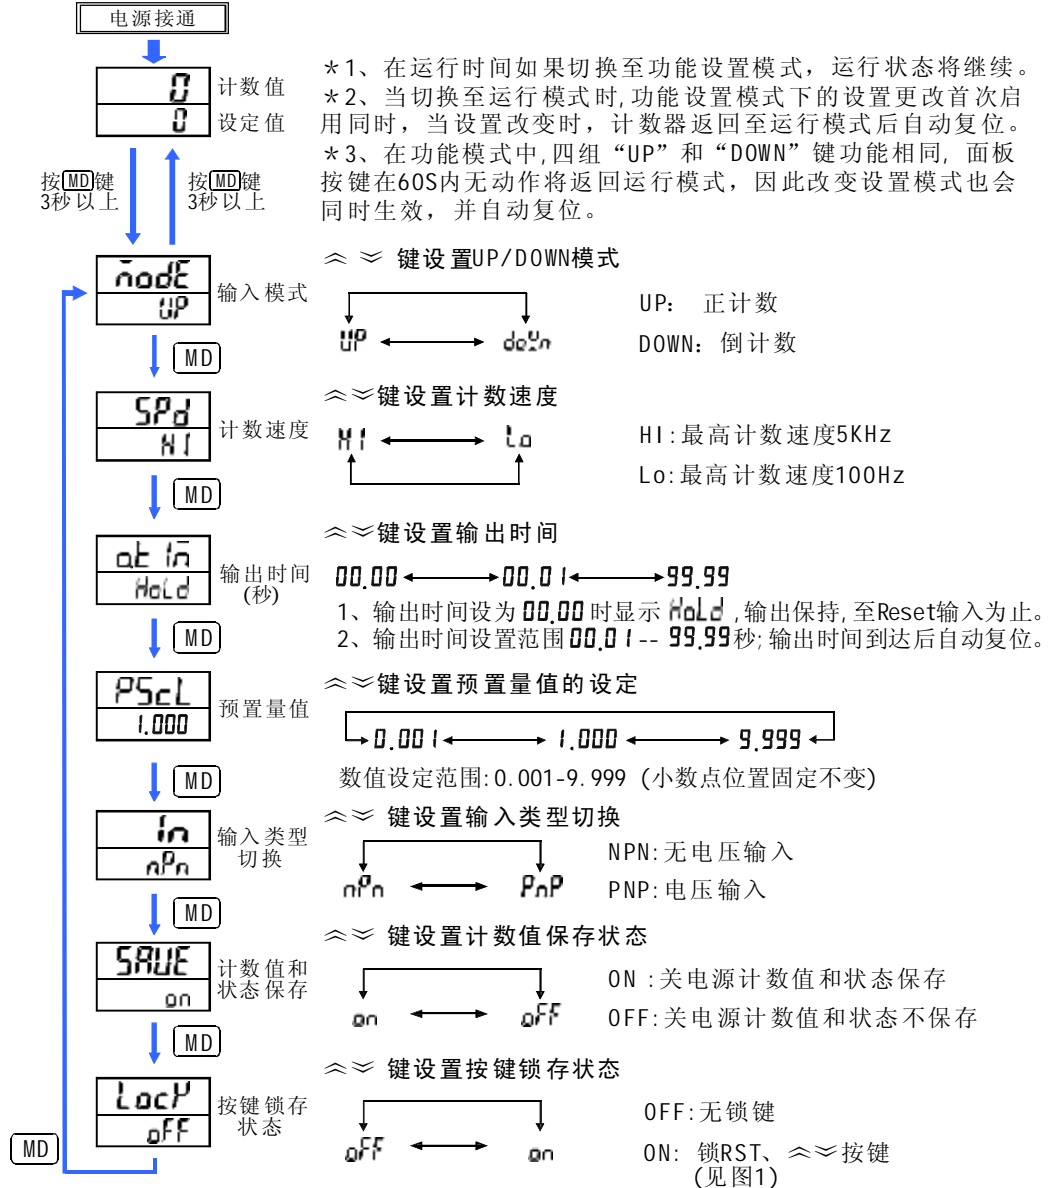 电源接通
0
计数值
0
设定值
*1、在运行时间如果切换至功能设置模式，运行状态将继续。
*2、当切换至运行模式时,功能设置模式下的设置更改首次启
用同时，当设置改变时，计数器返回至运行模式后自动复位。
*3、在功能模式中,四组“UP”和“DOWN”键功能相同, 面板
按键在60S内无动作将返回运行模式，因此改变设置模式也会
同时生效，并自动复位。
按MD键
3秒以上
按MD键
3秒以上
modE
UP
输入模式
键设置UP/DOWN模式
UP
doWn
UP: 正计数
DOWN: 倒计数
MD
SPd
HI
计数速度
键设置计数速度
HI
Lo
HI:最高计数速度5KHz
Lo:最高计数速度100Hz
MD
otIm
HoLd
输出时间
(秒)
键设置输出时间
00.00 00.01 99.99
1、输出时间设为00.00时显示 HoLd ,输出保持,至Reset输入为止。
2、输出时间设置范围00.01--99.99秒;输出时间到达后自动复位。
MD
PScL
1.000
预置量值
键设置预置量值的设定
0.001 1.000 9.999
数值设定范围:0.001-9.999 (小数点位置固定不变)
MD
In
nPn
输入类型
切换
键设置输入类型切换
nPn
PnP
NPN:无电压输入
PNP:电压输入
MD
SAVE
on
计数值和
状态保存
键设置计数值保存状态
on
oFF
ON :关电源计数值和状态保存
OFF:关电源计数值和状态不保存
MD
LocY
oFF
按键锁存
状态
键设置按键锁存状态
oFF
on
OFF:无锁键
ON: 锁RST、︽︾按键
(见图1)
MD